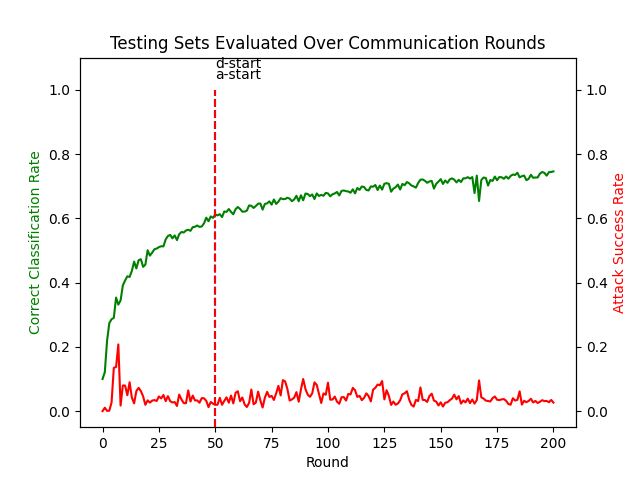 Testing Sets Evaluated Over Communication Rounds
d-start
a-start
Correct Classification Rate
1.0
0.8
0.6
0.4
0.2
0.0
1.0
0.8
0.6
0.4
0.2
0.0
Attack Success Rate
0 25 50 75 100 125 150 175 200
Round